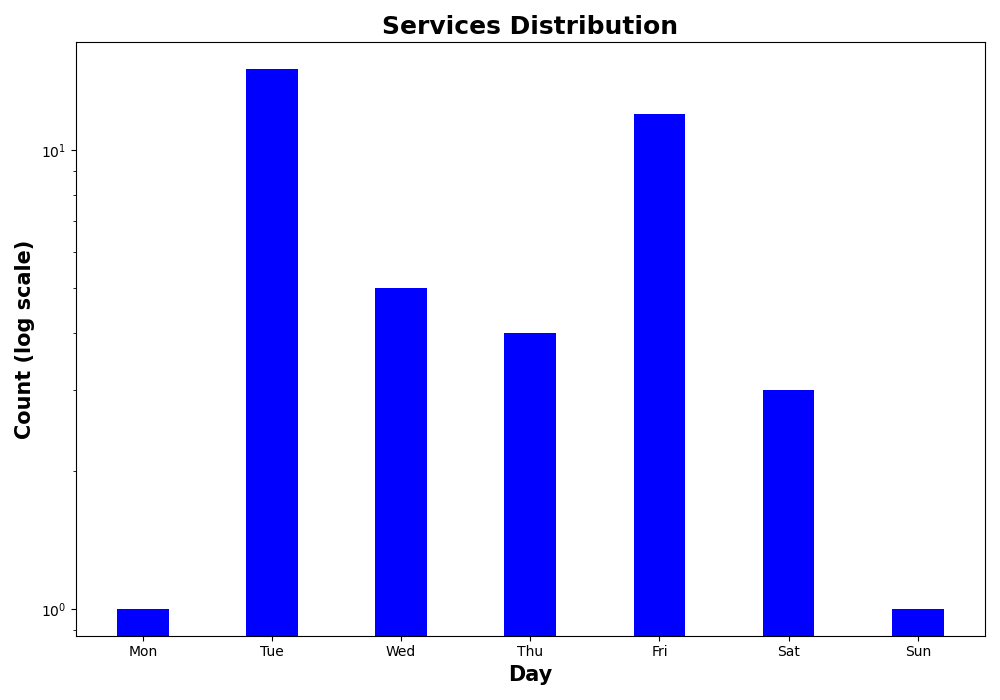 Services Distribution
Count (log scale)
10¹
10⁰
Mon Tue Wed Thu Fri Sat Sun
Day